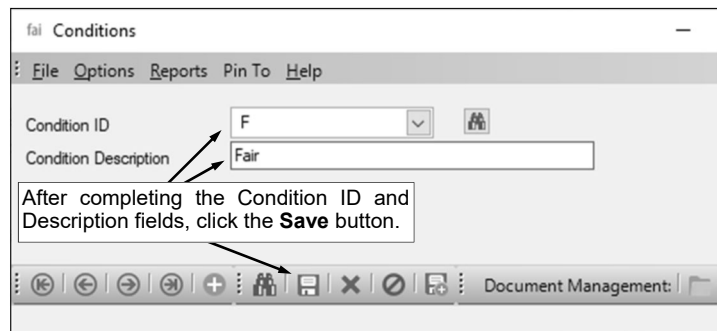 fai Conditions
File Options Reports Pin To Help
Condition ID F
Condition Description Fair
After completing the Condition ID and
Description fields, click the Save button.
Document Management: